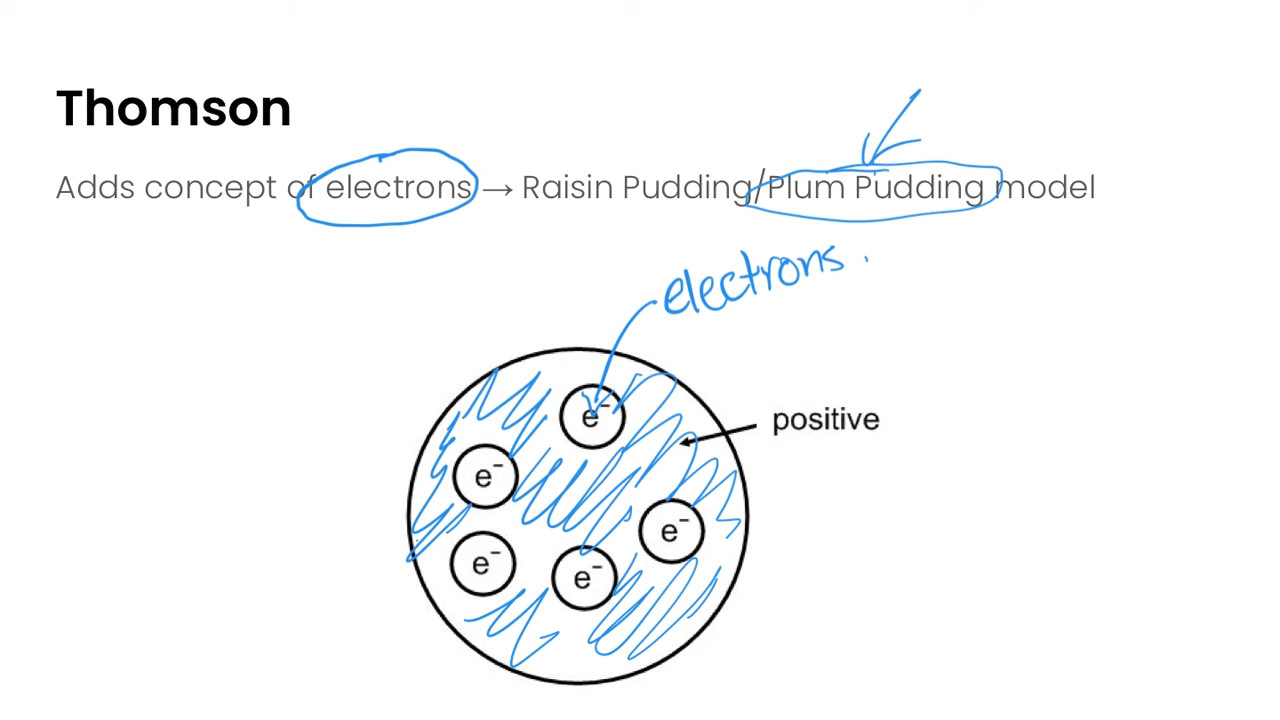 Thomson
Adds concept of electrons → Raisin Pudding/Plum Pudding model
electrons.
e⁻
positive
e⁻
e⁻
e⁻
e⁻